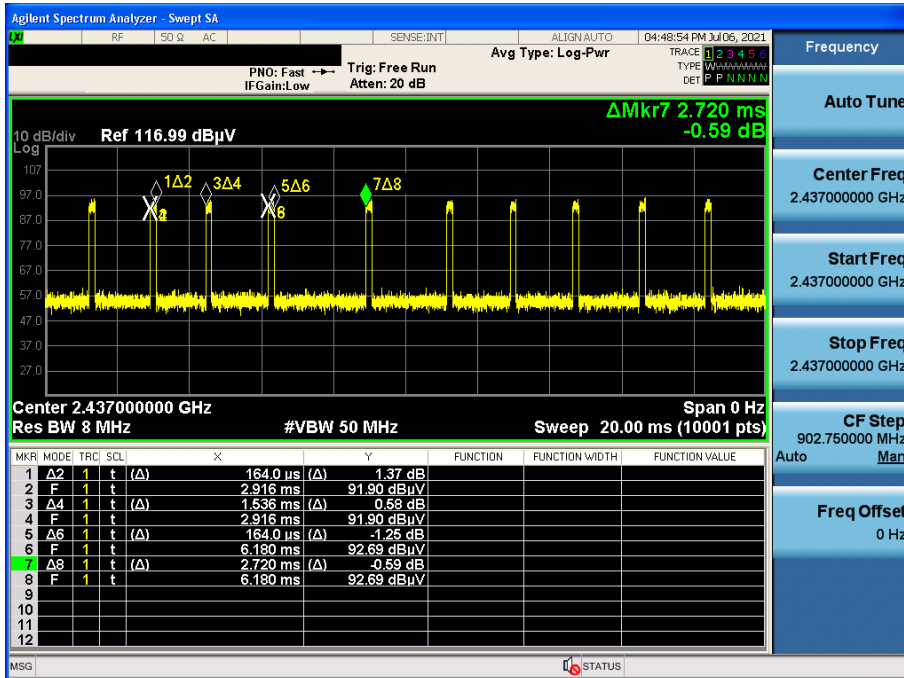 Agilent Spectrum Analyzer - Swept SA
LXI RF 50 Ω AC SENSE:INT ALIGN AUTO 04:48:54 PM Jul 06, 2021
Avg Type: Log-Pwr
TRACE 1 2 3 4 5 6
TYPE WWWWWW
DET P P N N N N
PNO: Fast
IFGain:Low
Trig: Free Run
Atten: 20 dB
ΔMkr7 2.720 ms
-0.59 dB
10 dB/div Ref 116.99 dBµV
Log
107
97.0
87.0
77.0
67.0
57.0
47.0
37.0
27.0
1Δ2 3Δ4 5Δ6 7Δ8
Center 2.437000000 GHz Span 0 Hz
Res BW 8 MHz #VBW 50 MHz Sweep 20.00 ms (10001 pts)
MKR MODE TRC SCL X Y FUNCTION FUNCTION WIDTH FUNCTION VALUE
1 Δ2 1 t (Δ) 164.0 µs (Δ) 1.37 dB
2 F 1 t 2.916 ms 91.90 dBµV
3 Δ4 1 t (Δ) 1.536 ms (Δ) 0.58 dB
4 F 1 t 2.916 ms 91.90 dBµV
5 Δ6 1 t (Δ) 164.0 µs (Δ) -1.25 dB
6 F 1 t 6.180 ms 92.69 dBµV
7 Δ8 1 t (Δ) 2.720 ms (Δ) -0.59 dB
8 F 1 t 6.180 ms 92.69 dBµV
9
10
11
12
MSG STATUS
Frequency
Auto Tune
Center Freq
2.437000000 GHz
Start Freq
2.437000000 GHz
Stop Freq
2.437000000 GHz
CF Step
902.750000 MHz
Auto Man
Freq Offset
0 Hz